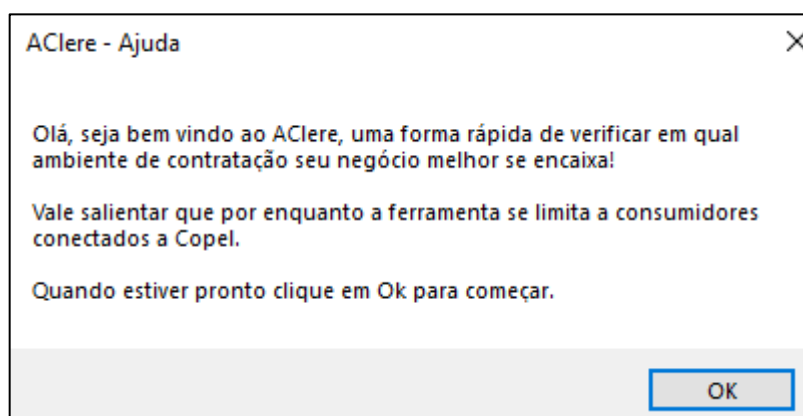 AClere - Ajuda
Olá, seja bem vindo ao AClere, uma forma rápida de verificar em qual
ambiente de contratação seu negócio melhor se encaixa!
Vale salientar que por enquanto a ferramenta se limita a consumidores
conectados a Copel.
Quando estiver pronto clique em Ok para começar.
OK